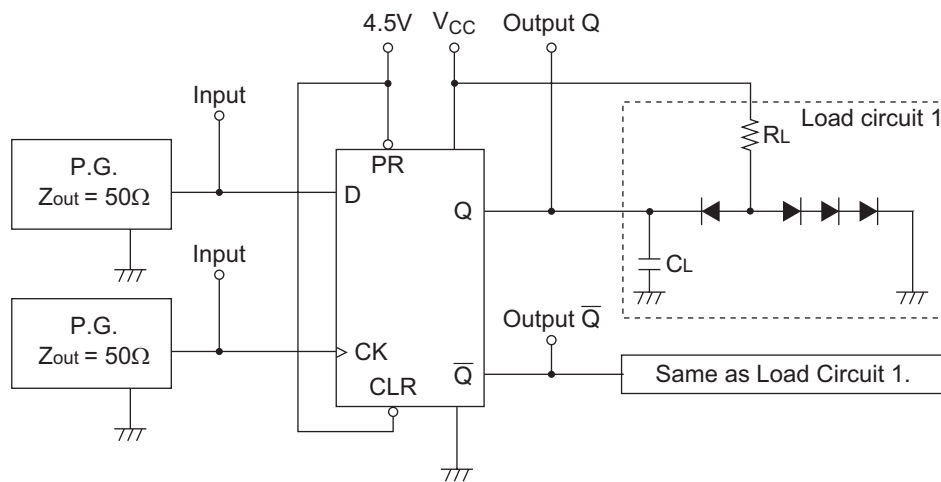 4.5V
VCC
Output Q
Input
Load circuit 1
RL
P.G.
Zout = 50Ω
PR
D
Q
CL
Input
P.G.
Zout = 50Ω
Output Q̅
CK
Q̅
CLR
Same as Load Circuit 1.